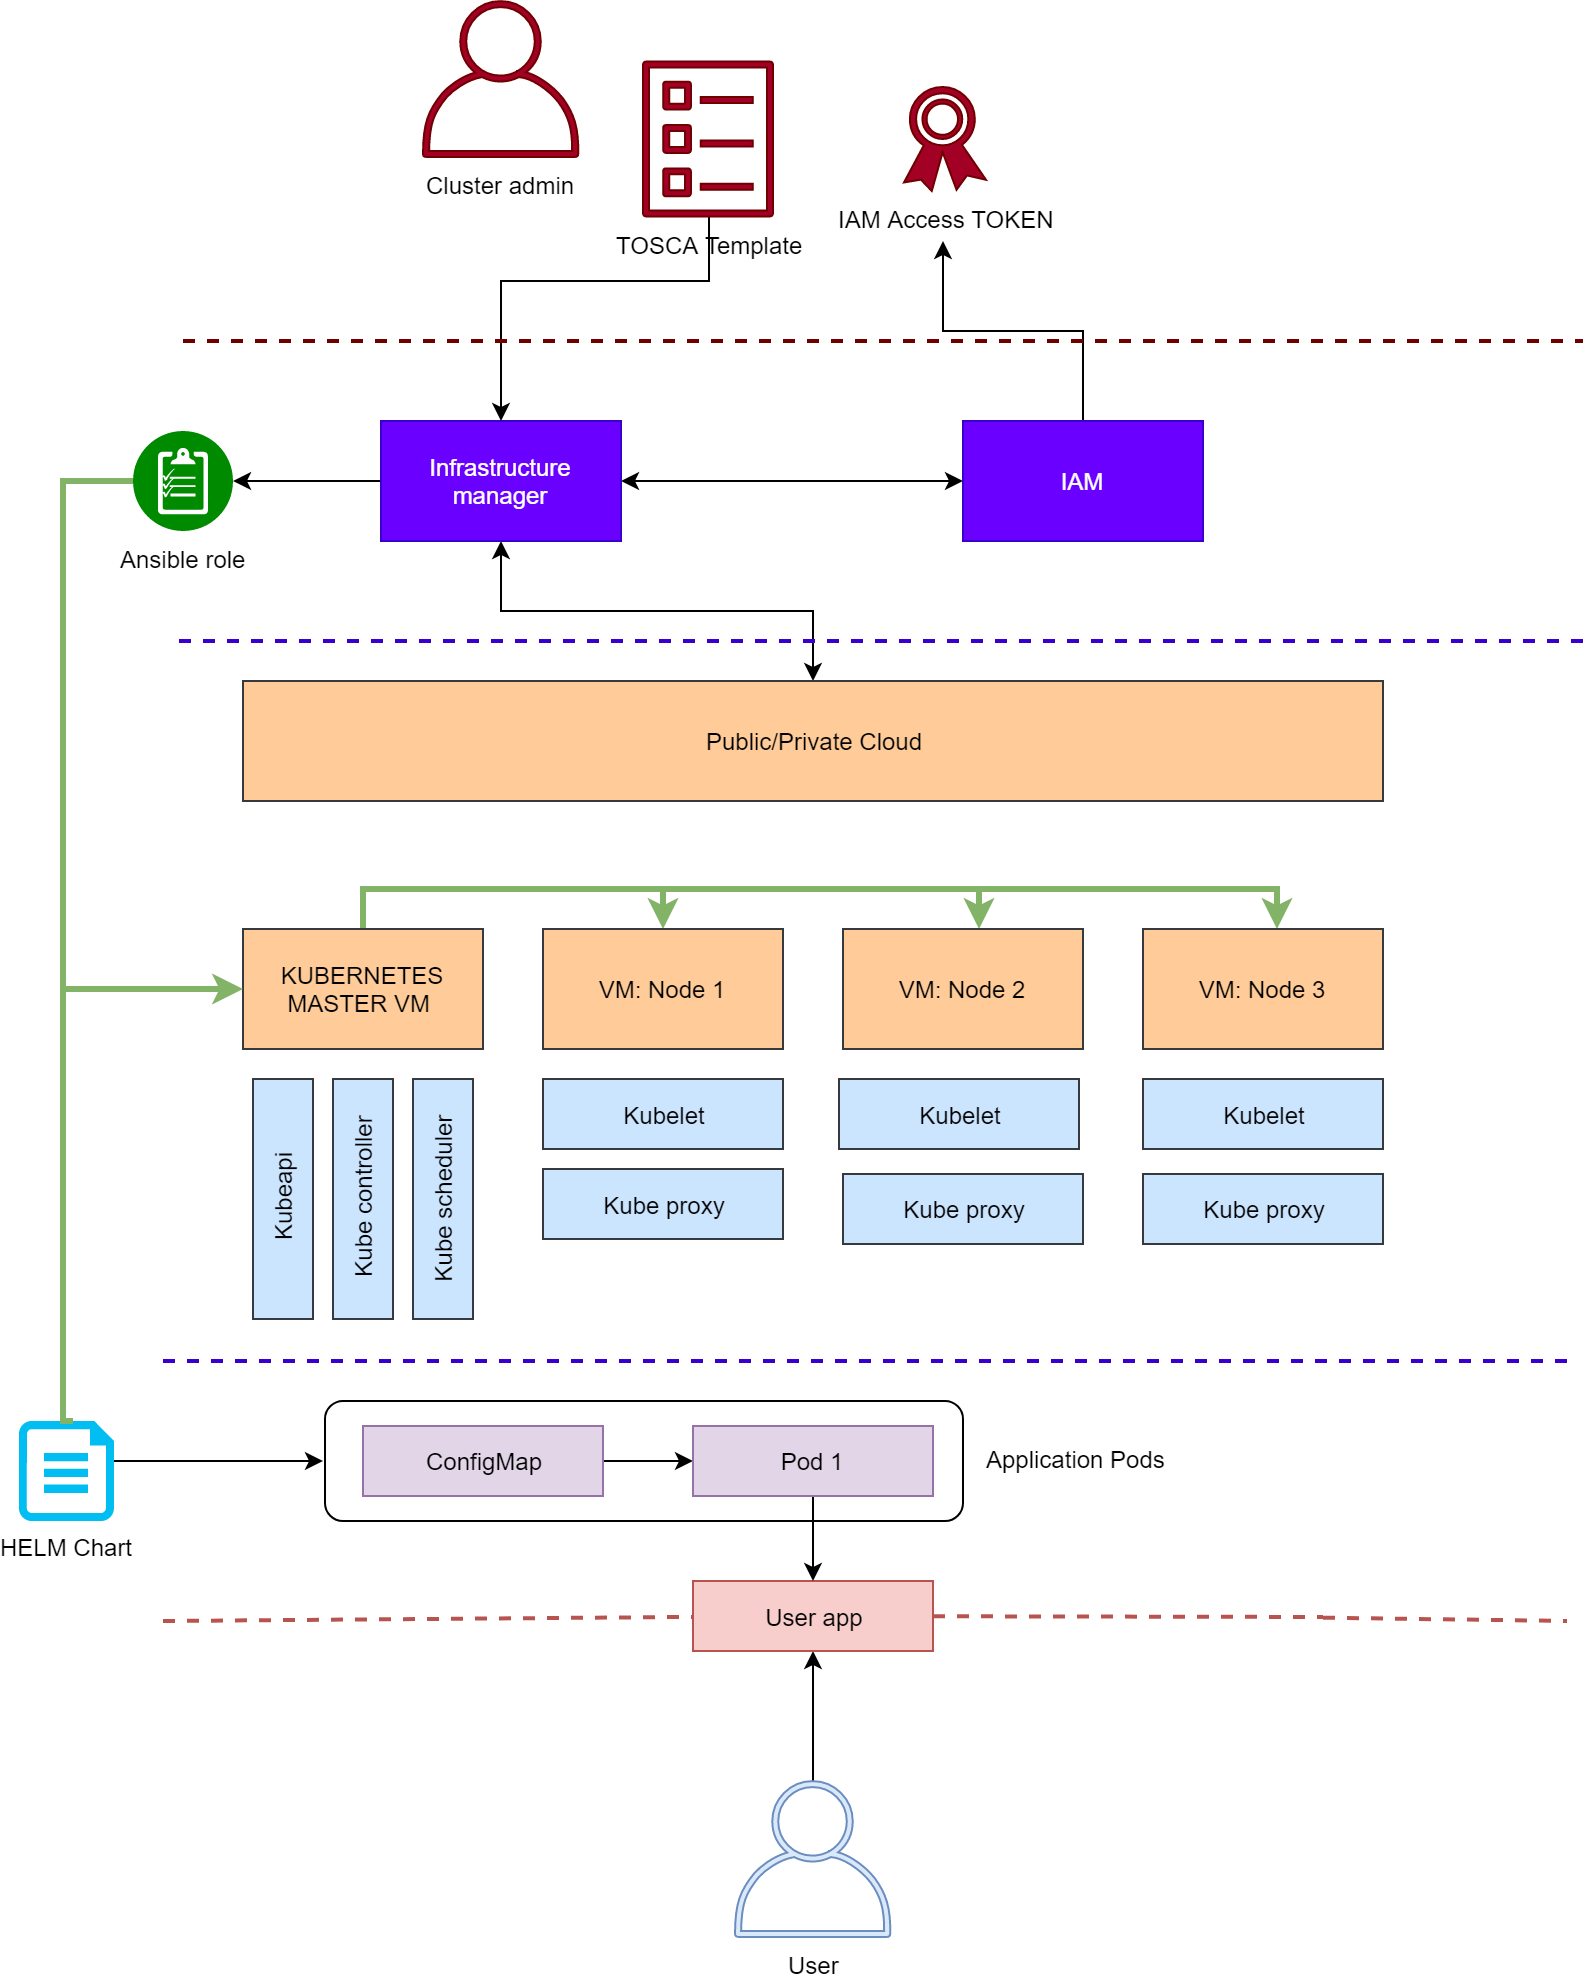 Cluster admin
TOSCA Template
IAM Access TOKEN
Infrastructure
manager
IAM
Ansible role
Public/Private Cloud
KUBERNETES
MASTER VM
VM: Node 1
VM: Node 2
VM: Node 3
Kubeapi
Kube controller
Kube scheduler
Kubelet
Kubelet
Kubelet
Kube proxy
Kube proxy
Kube proxy
ConfigMap
Pod 1
Application Pods
HELM Chart
User app
User